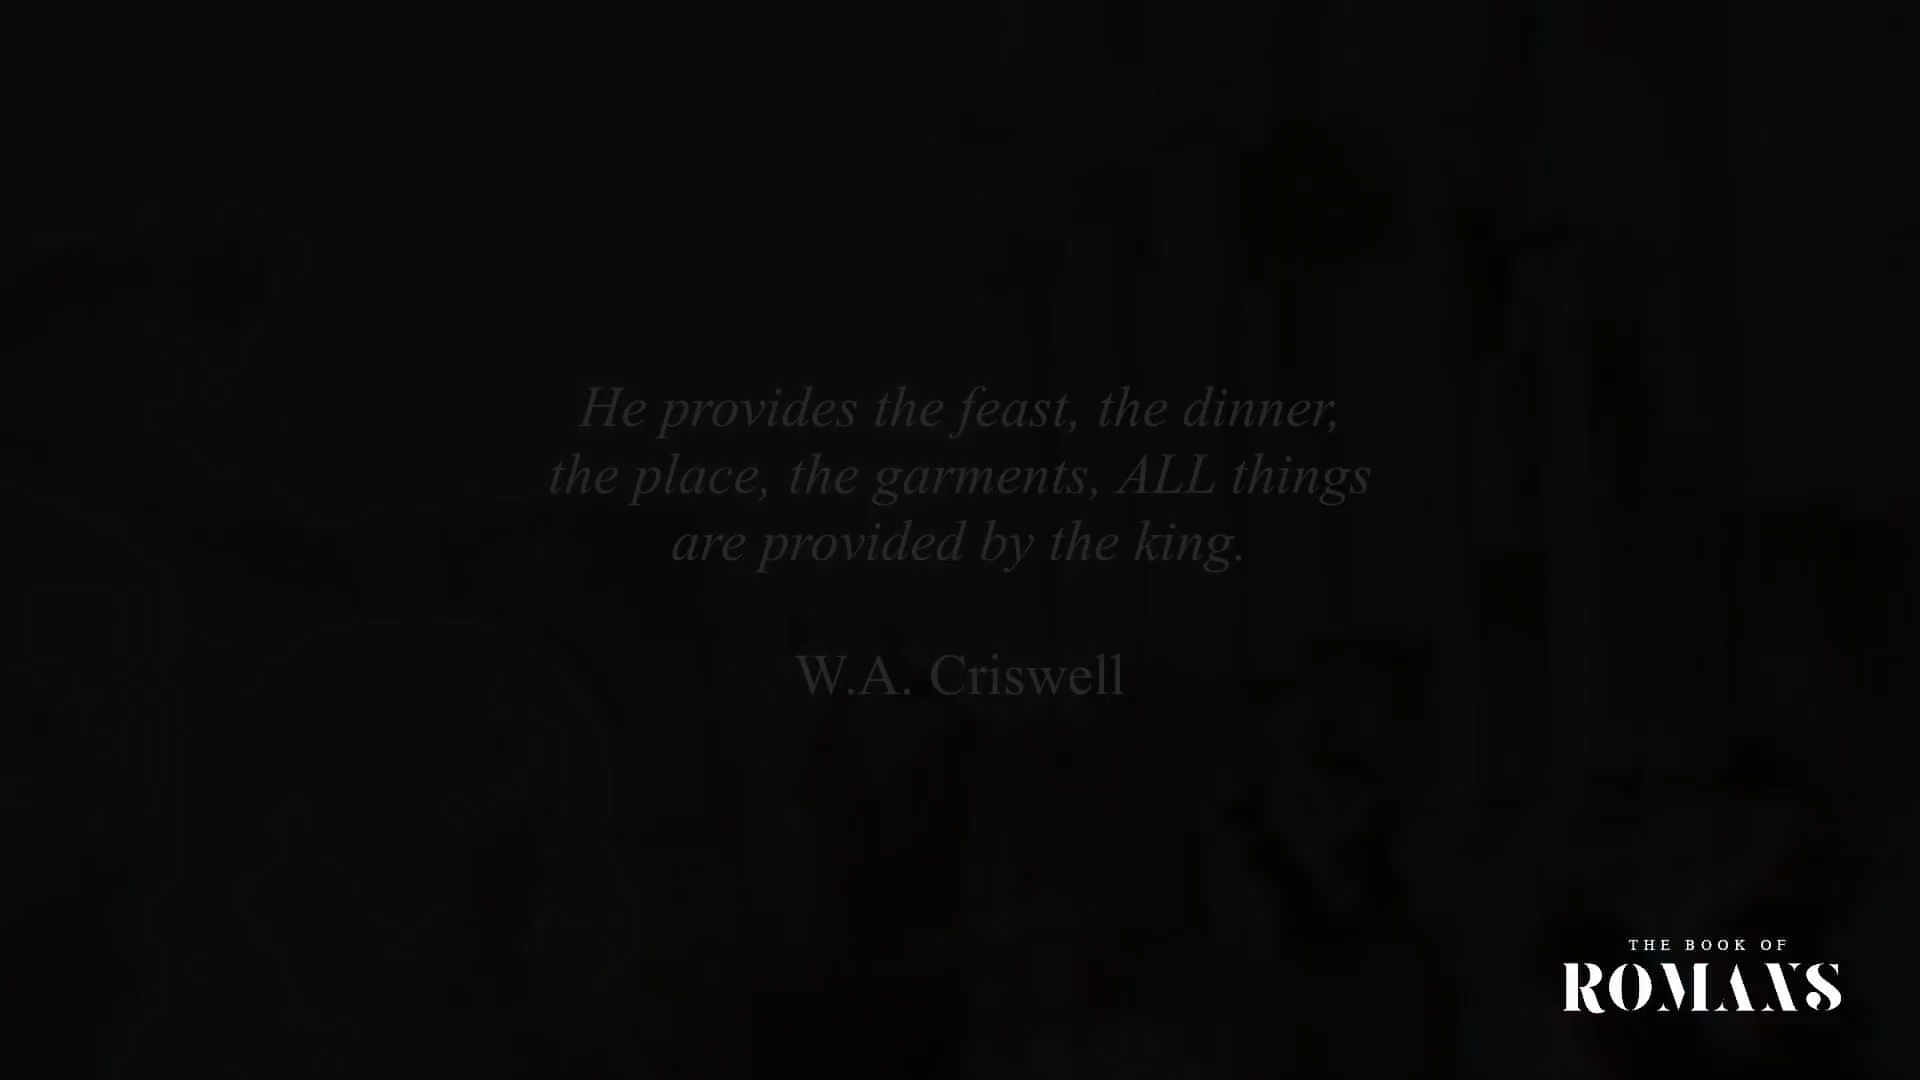 He provides the feast, the dinner,
the place, the garments, ALL things
are provided by the king.
W.A. Criswell
THE BOOK OF
ROMANS